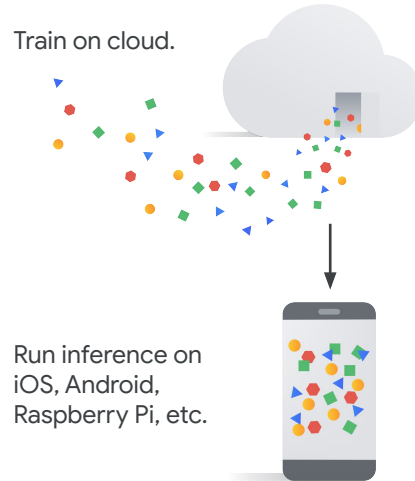 Train on cloud.
Run inference on
iOS, Android,
Raspberry Pi, etc.